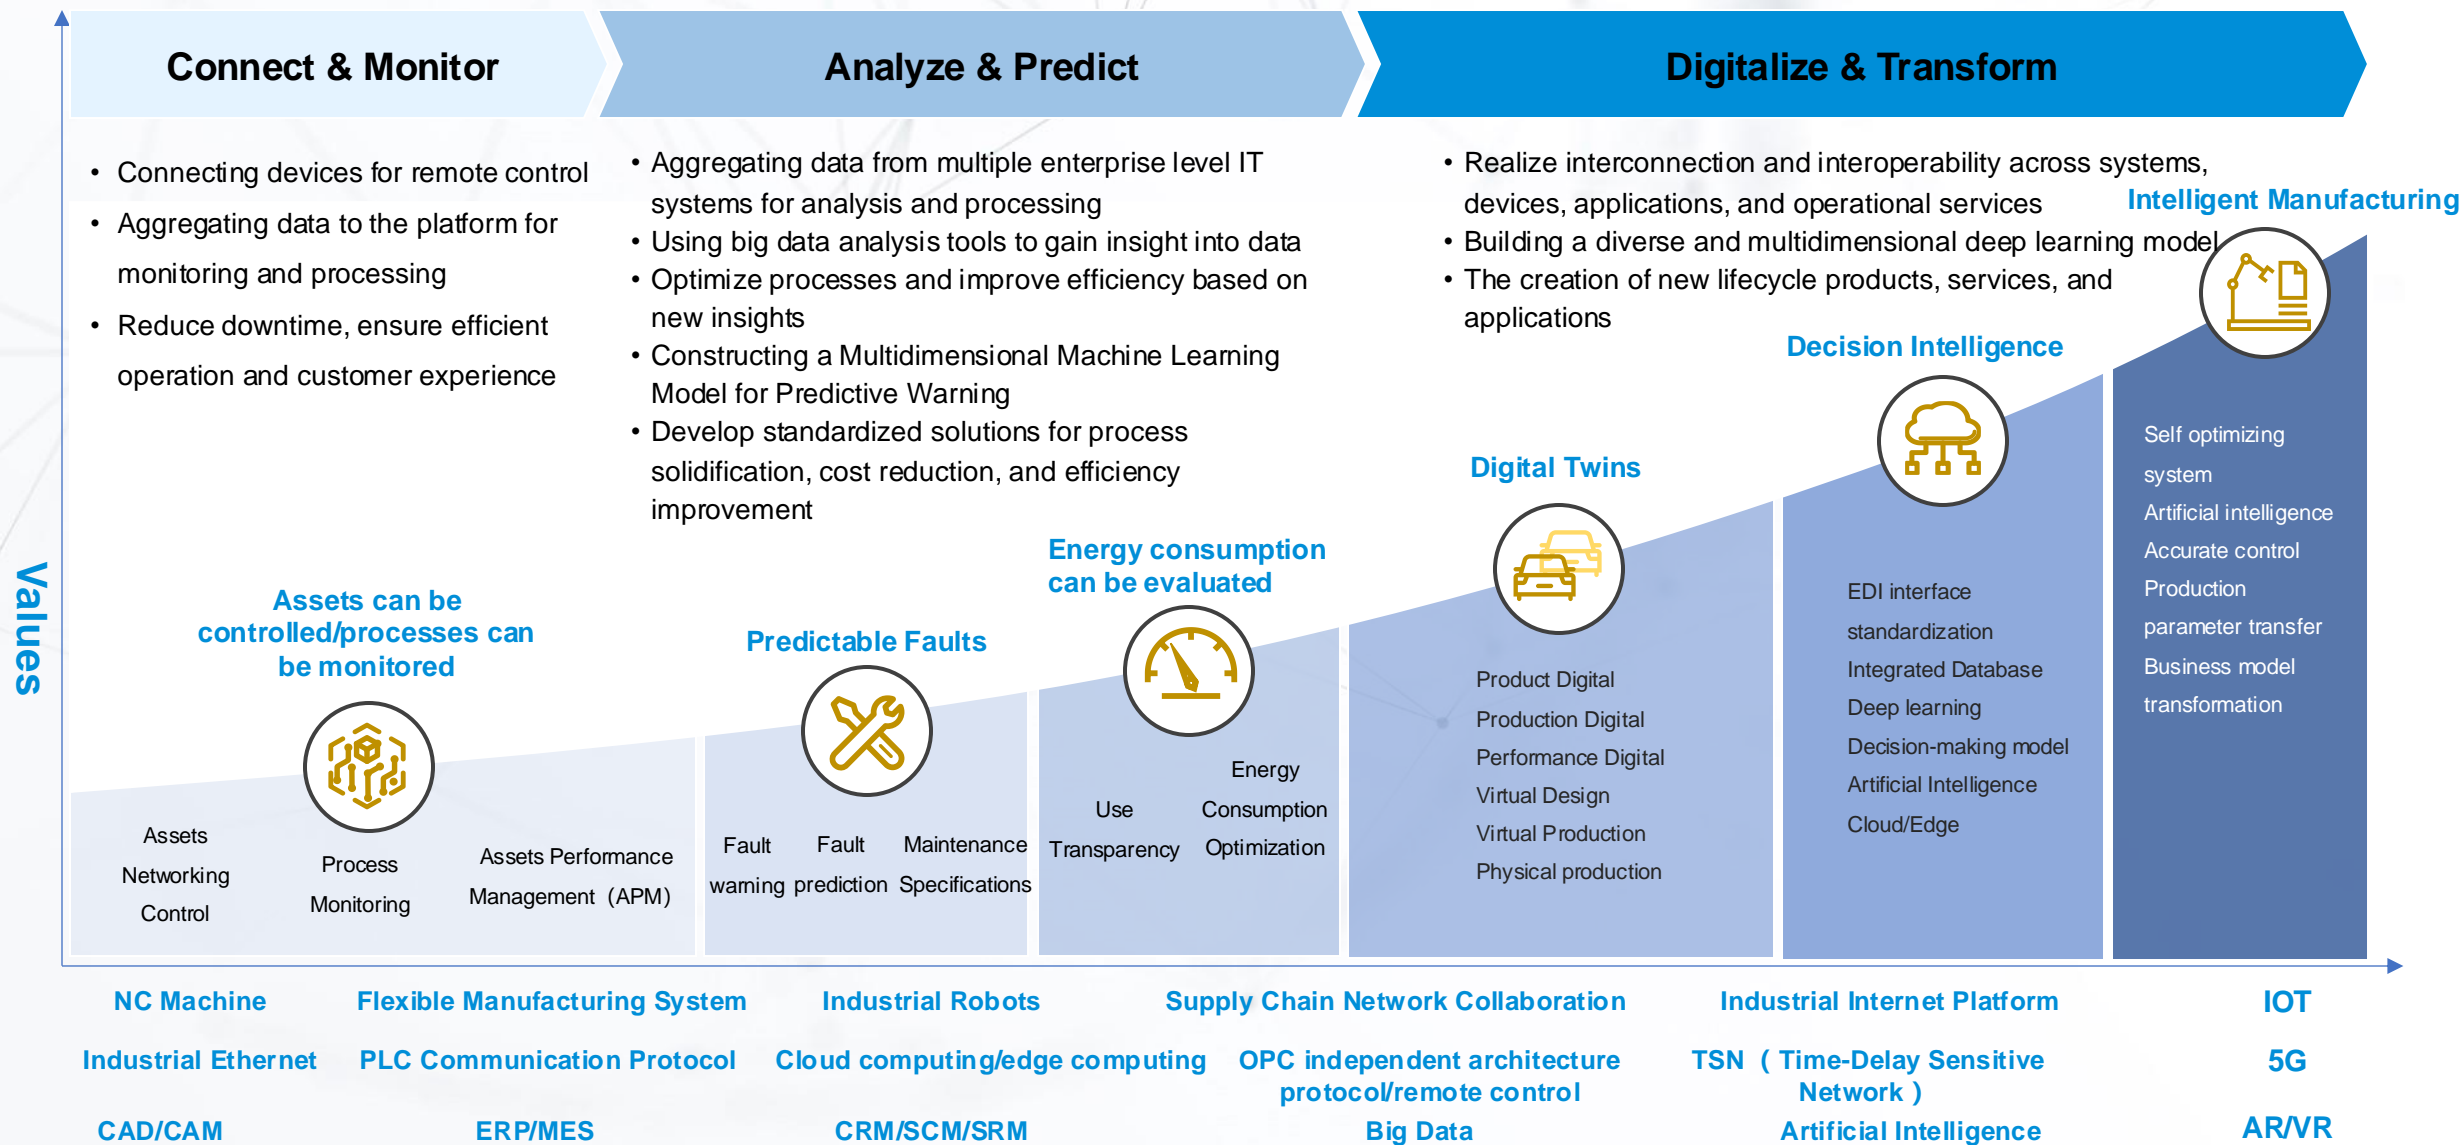 Connect & Monitor
Analyze & Predict
Digitalize & Transform
• Connecting devices for remote control
• Aggregating data to the platform for
monitoring and processing
• Reduce downtime, ensure efficient
operation and customer experience
• Aggregating data from multiple enterprise level IT
systems for analysis and processing
• Using big data analysis tools to gain insight into data
• Optimize processes and improve efficiency based on
new insights
• Constructing a Multidimensional Machine Learning
Model for Predictive Warning
• Develop standardized solutions for process
solidification, cost reduction, and efficiency
improvement
• Realize interconnection and interoperability across systems,
devices, applications, and operational services
• Building a diverse and multidimensional deep learning model
• The creation of new lifecycle products, services, and
applications
Values
Assets can be
controlled/processes can
be monitored
Predictable Faults
Energy consumption
can be evaluated
Digital Twins
Decision Intelligence
Intelligent Manufacturing
Assets
Networking
Control
Process
Monitoring
Assets Performance
Management（APM）
Fault
warning
Fault
prediction
Maintenance
Specifications
Use
Transparency
Energy
Consumption
Optimization
Product Digital
Production Digital
Performance Digital
Virtual Design
Virtual Production
Physical production
EDI interface
standardization
Integrated Database
Deep learning
Decision-making model
Artificial Intelligence
Cloud/Edge
Self optimizing
system
Artificial intelligence
Accurate control
Production
parameter transfer
Business model
transformation
NC Machine
Flexible Manufacturing System
Industrial Robots
Supply Chain Network Collaboration
Industrial Internet Platform
IOT
Industrial Ethernet
PLC Communication Protocol
Cloud computing/edge computing
OPC independent architecture
protocol/remote control
TSN（Time-Delay Sensitive
Network）
5G
CAD/CAM
ERP/MES
CRM/SCM/SRM
Big Data
Artificial Intelligence
AR/VR